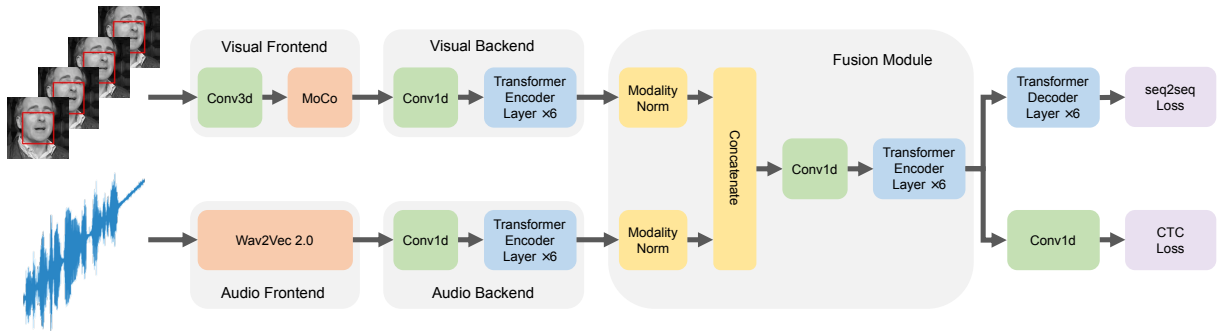 Visual Frontend
Conv3d
MoCo
Visual Backend
Conv1d
Transformer
Encoder
Layer ×6
Fusion Module
Modality
Norm
Concatenate
Conv1d
Transformer
Encoder
Layer ×6
Transformer
Decoder
Layer ×6
seq2seq
Loss
Wav2Vec 2.0
Audio Frontend
Conv1d
Transformer
Encoder
Layer ×6
Audio Backend
Modality
Norm
Conv1d
CTC
Loss